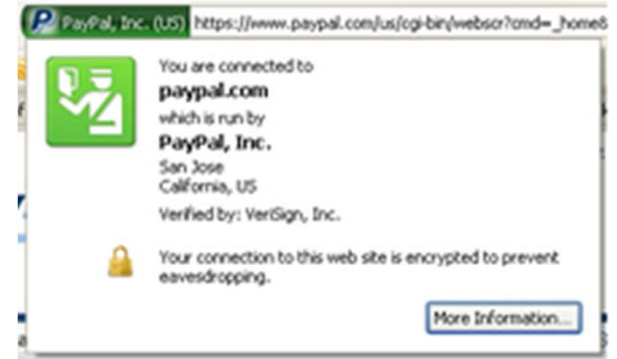 PayPal, Inc. (US) https://www.paypal.com/us/cgi-bin/webscr?cmd=_home&
You are connected to
paypal.com
which is run by
PayPal, Inc.
San Jose
California, US
Verified by: VeriSign, Inc.
Your connection to this web site is encrypted to prevent
eavesdropping.
More Information...